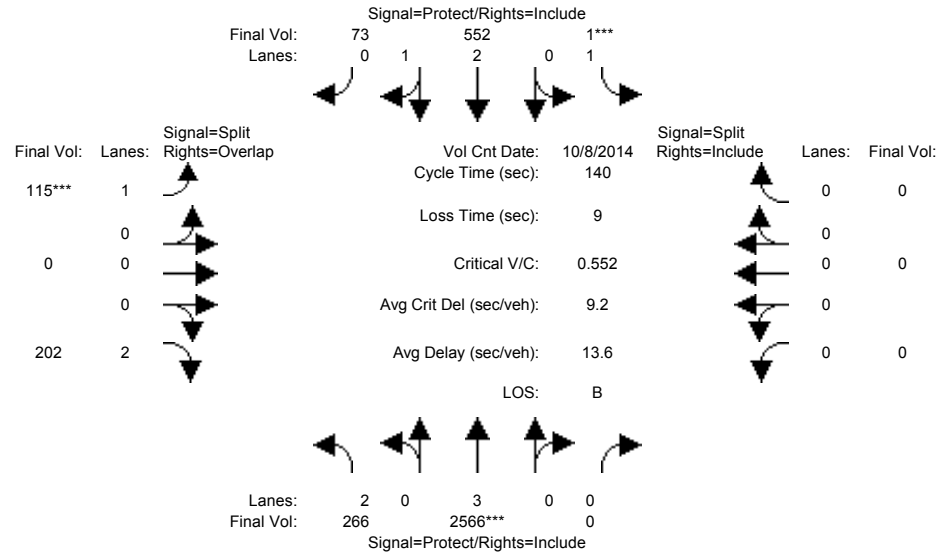 Signal=Protect/Rights=Include
Final Vol: 73 552 1***
Lanes: 0 1 2 0 1
Signal=Split
Final Vol: Lanes: Rights=Overlap
Vol Cnt Date: 10/8/2014
Signal=Split
Rights=Include Lanes: Final Vol:
Cycle Time (sec): 140
115*** 1
0 0
Loss Time (sec): 9
0
0
0 0
Critical V/C: 0.552
0 0
0
Avg Crit Del (sec/veh): 9.2
0
202 2
Avg Delay (sec/veh): 13.6
0 0
LOS: B
Lanes: 2 0 3 0 0
Final Vol: 266 2566*** 0
Signal=Protect/Rights=Include